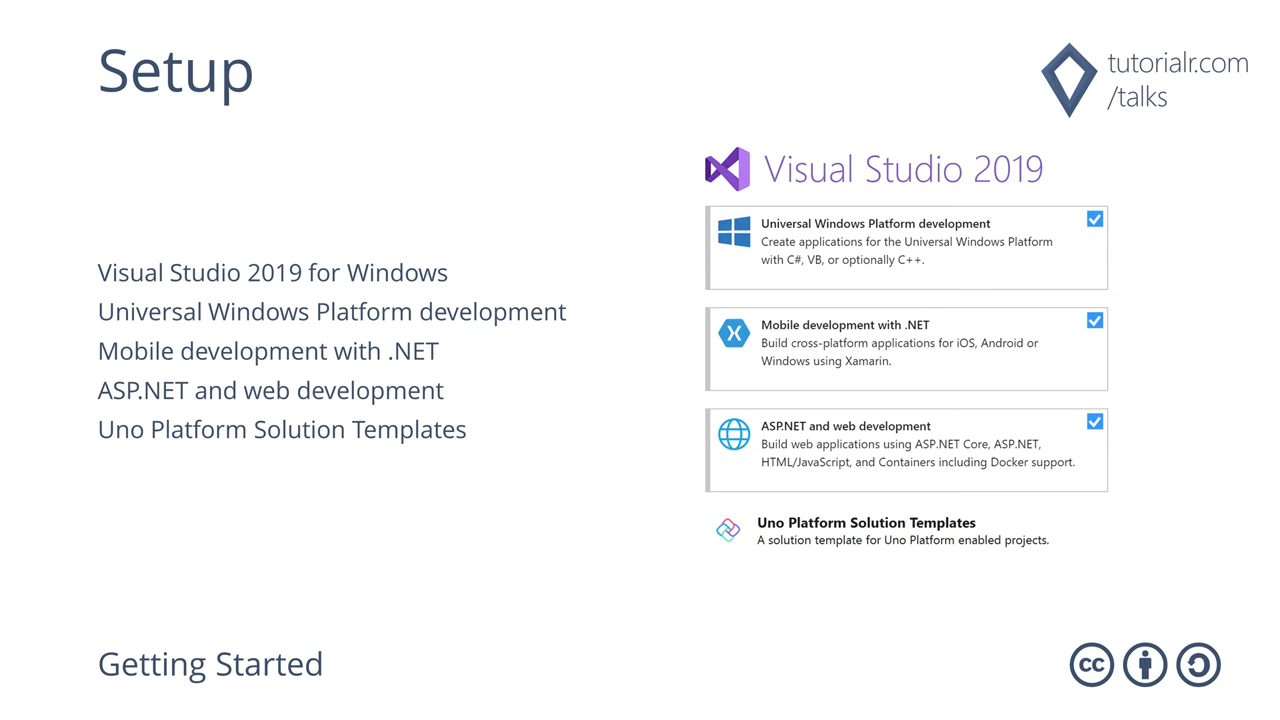 Setup
tutorialr.com
/talks
Visual Studio 2019
Universal Windows Platform development
Create applications for the Universal Windows Platform
with C#, VB, or optionally C++.
Mobile development with .NET
Build cross-platform applications for iOS, Android or
Windows using Xamarin.
ASP.NET and web development
Build web applications using ASP.NET Core, ASP.NET,
HTML/JavaScript, and Containers including Docker support.
Uno Platform Solution Templates
A solution template for Uno Platform enabled projects.
Visual Studio 2019 for Windows
Universal Windows Platform development
Mobile development with .NET
ASP.NET and web development
Uno Platform Solution Templates
Getting Started
cc